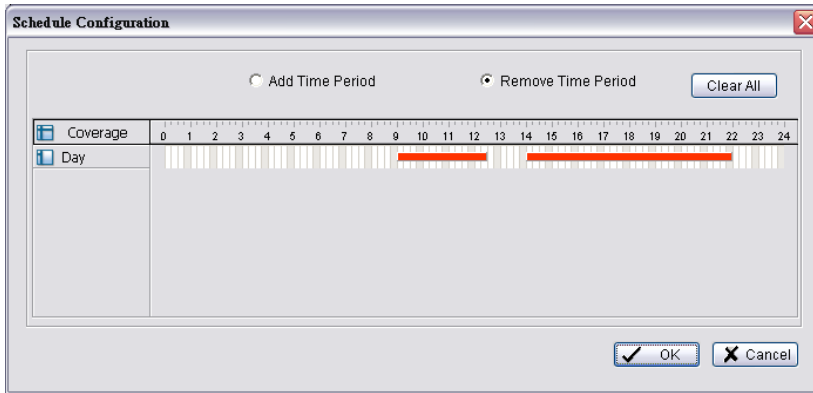 Schedule Configuration
Add Time Period Remove Time Period Clear All
Coverage 0 1 2 3 4 5 6 7 8 9 10 11 12 13 14 15 16 17 18 19 20 21 22 23 24
Day
OK Cancel